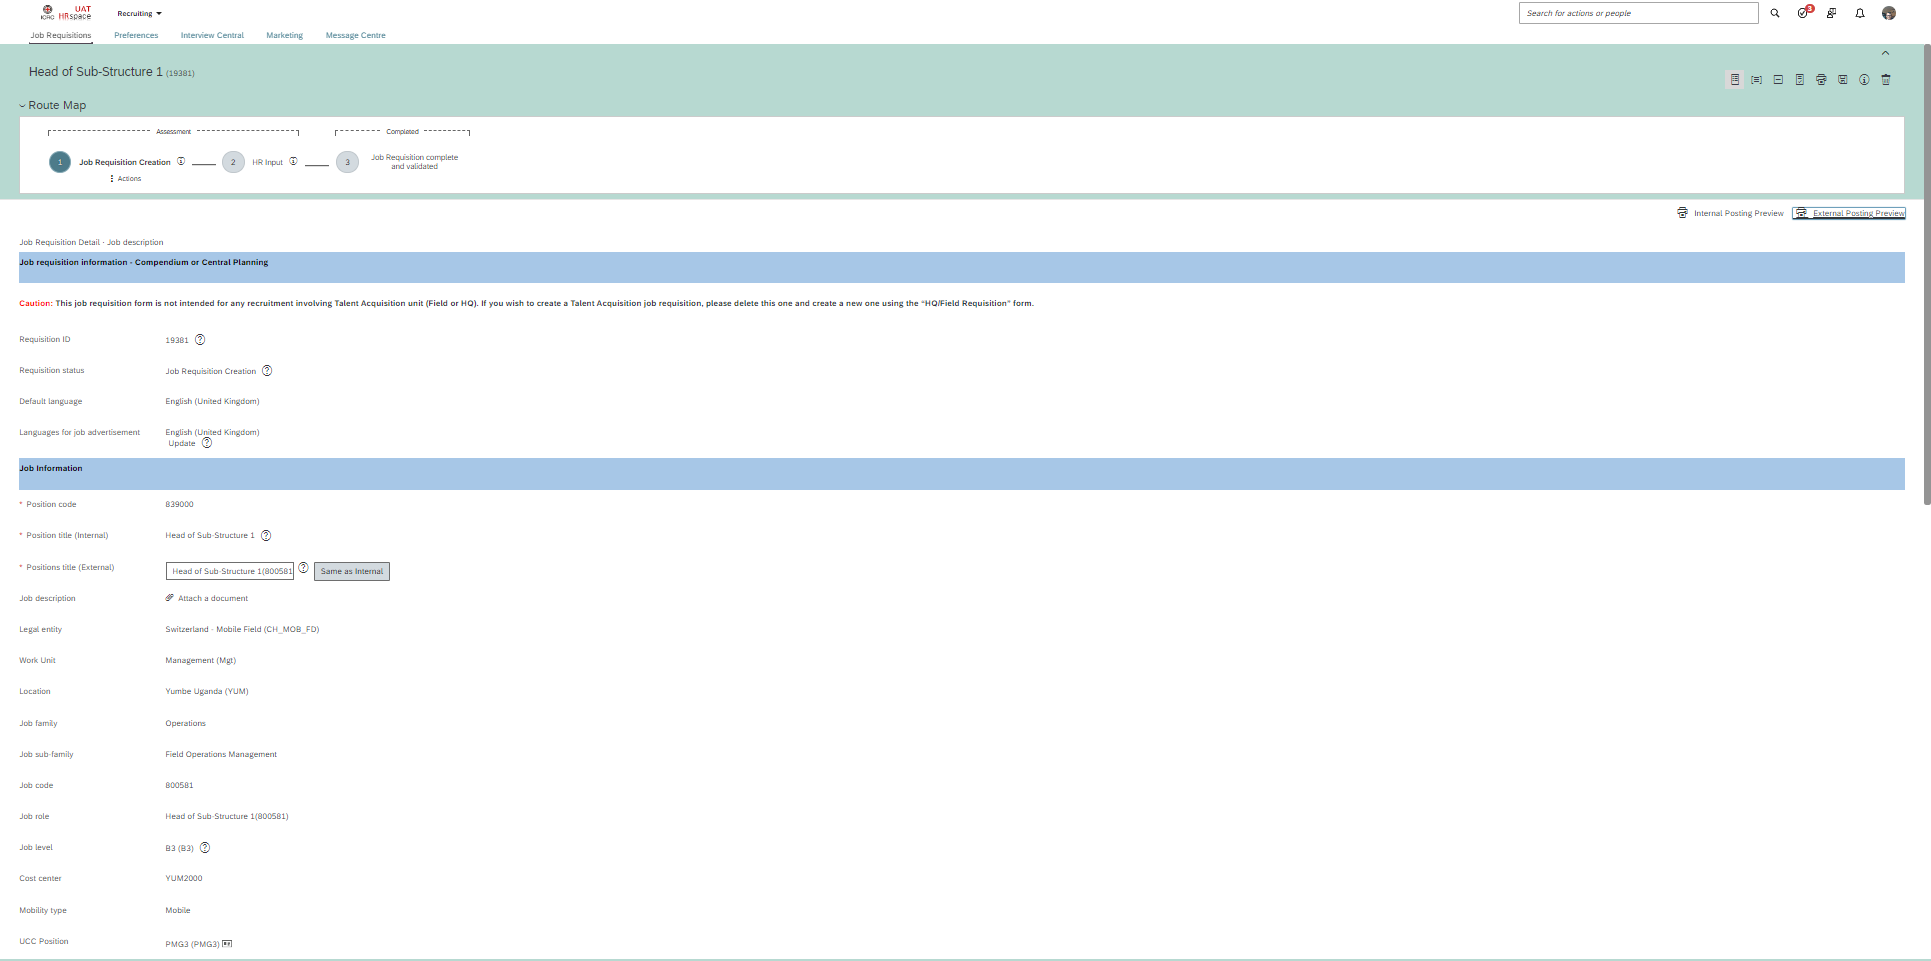 ICRC
UAT
HRspace
Recruiting
Search for actions or people
3
Job Requisitions
Preferences
Interview Central
Marketing
Message Centre
Head of Sub-Structure 1 (19381)
Route Map
Assessment
Completed
1
Job Requisition Creation
2
HR Input
3
Job Requisition complete
and validated
Actions
Internal Posting Preview
External Posting Preview
Job Requisition Detail - Job description
Job requisition information - Compendium or Central Planning
Caution: This job requisition form is not intended for any recruitment involving Talent Acquisition unit (Field or HQ). If you wish to create a Talent Acquisition job requisition, please delete this one and create a new one using the “HQ/Field Requisition” form.
Requisition ID
19381
Requisition status
Job Requisition Creation
Default language
English (United Kingdom)
Languages for job advertisement
English (United Kingdom)
Update
Job Information
* Position code
839000
* Position title (Internal)
Head of Sub-Structure 1
* Positions title (External)
Head of Sub-Structure 1(800581
Same as Internal
Job description
Attach a document
Legal entity
Switzerland - Mobile Field (CH_MOB_FD)
Work Unit
Management (Mgt)
Location
Yumbe Uganda (YUM)
Job family
Operations
Job sub-family
Field Operations Management
Job code
800581
Job role
Head of Sub-Structure 1(800581)
Job level
B3 (B3)
Cost center
YUM2000
Mobility type
Mobile
UCC Position
PMG3 (PMG3)